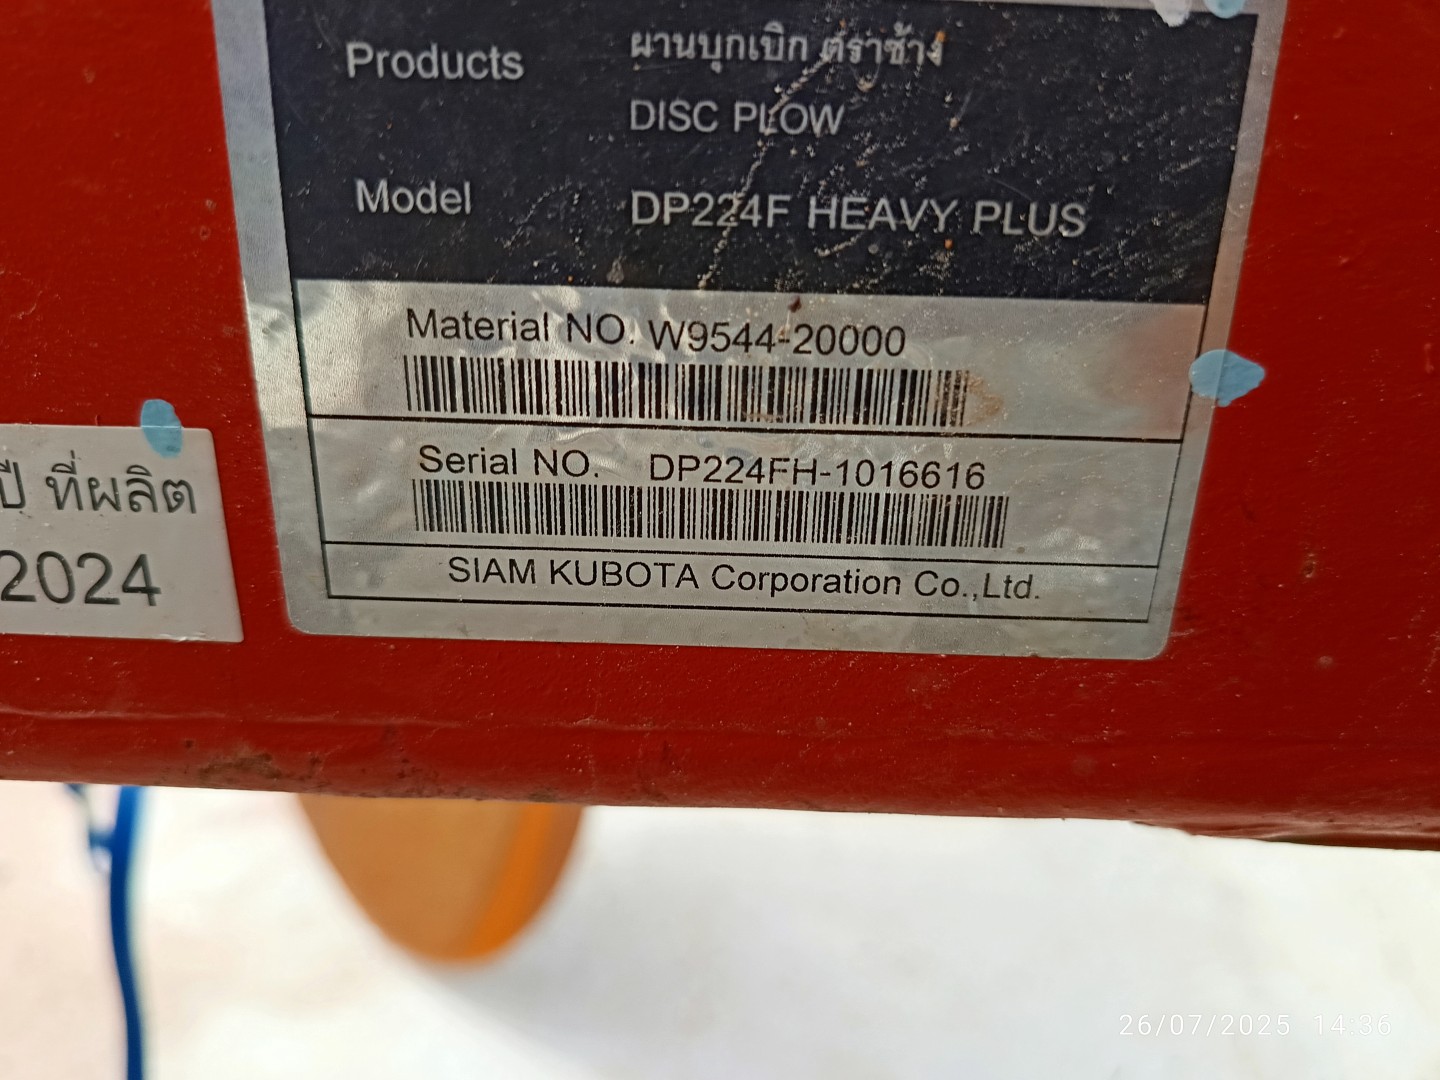 Products ผานบุกเบิก ตราช้าง
DISC PLOW
Model DP224F HEAVY PLUS
Material NO. W9544-20000
Serial NO. DP224FH-1016616
SIAM KUBOTA Corporation Co.,Ltd.
ปี ที่ผลิต
2024
26/07/2025 14:36